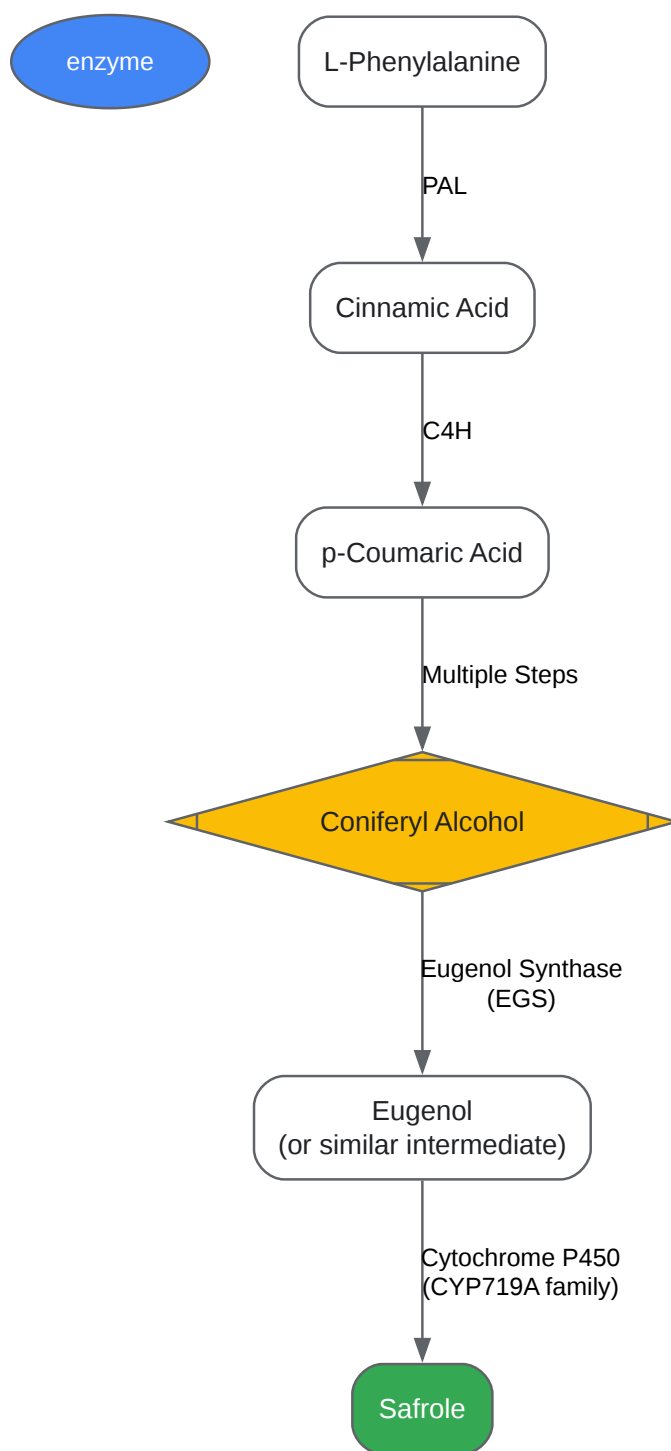 enzyme
L-Phenylalanine
PAL
Cinnamic Acid
C4H
p-Coumaric Acid
Multiple Steps
Coniferyl Alcohol
Eugenol Synthase
(EGS)
Eugenol
(or similar intermediate)
Cytochrome P450
(CYP719A family)
Safrole